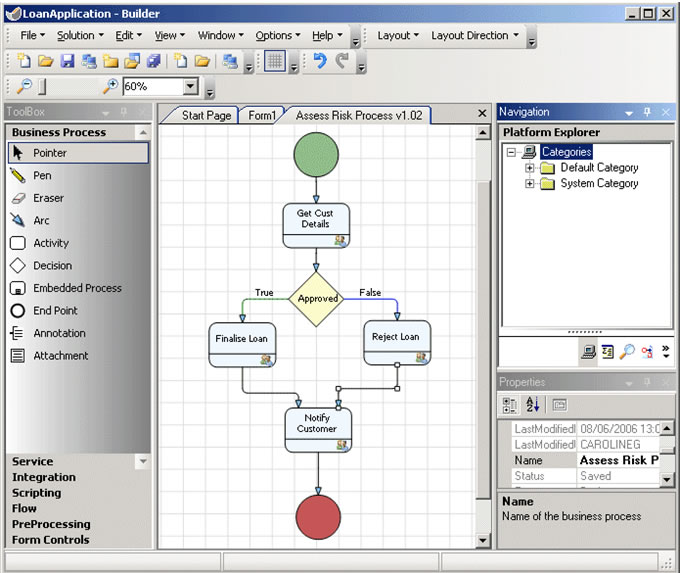 LoanApplication - Builder
File Solution Edit View Window Options Help Layout Layout Direction
60%
ToolBox
Business Process
Pointer
Pen
Eraser
Arc
Activity
Decision
Embedded Process
End Point
Annotation
Attachment
Service
Integration
Scripting
Flow
PreProcessing
Form Controls
Start Page Form1 Assess Risk Process v1.02
Get Cust
Details
True Approved False
Finalise Loan
Reject Loan
Notify
Customer
Navigation
Platform Explorer
Categories
Default Category
System Category
Properties
LastModifiedI 08/06/2006 13:0
LastModifiedI CAROLINEG
Name Assess Risk P
Status Saved
Name
Name of the business process